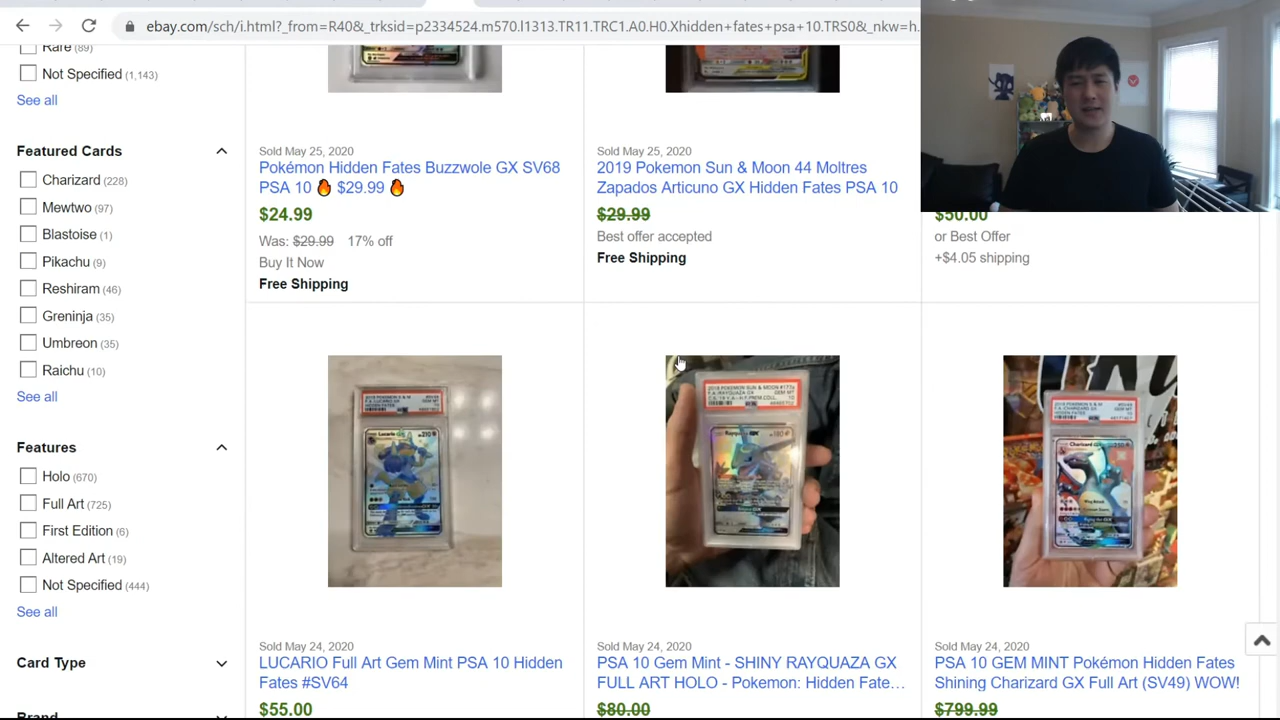 ebay.com/sch/i.html?_from=R40&_trksid=p2334524.m570.l1313.TR11.TRC1.A0.H0.Xhidden+fates+psa+10.TRS0&_nkw=h.
Rare (89)
Not Specified (1,143)
See all
Featured Cards
Charizard (228)
Mewtwo (97)
Blastoise (1)
Pikachu (9)
Reshiram (46)
Greninja (35)
Umbreon (35)
Raichu (10)
See all
Features
Holo (670)
Full Art (725)
First Edition (6)
Altered Art (19)
Not Specified (444)
See all
Card Type
Brand
Sold May 25, 2020
Pokémon Hidden Fates Buzzwole GX SV68
PSA 10 🔥 $29.99 🔥
$24.99
Was: $29.99 17% off
Buy It Now
Free Shipping
Sold May 25, 2020
2019 Pokemon Sun & Moon 44 Moltres
Zapados Articuno GX Hidden Fates PSA 10
$29.99
Best offer accepted
Free Shipping
$50.00
or Best Offer
+$4.05 shipping
Sold May 24, 2020
LUCARIO Full Art Gem Mint PSA 10 Hidden
Fates #SV64
$55.00
Sold May 24, 2020
PSA 10 Gem Mint - SHINY RAYQUAZA GX
FULL ART HOLO - Pokemon: Hidden Fate…
$80.00
Sold May 24, 2020
PSA 10 GEM MINT Pokémon Hidden Fates
Shining Charizard GX Full Art (SV49) WOW!
$799.99